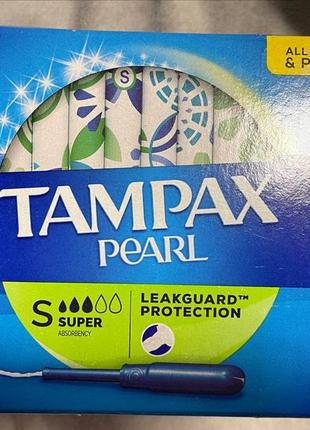 ALL
& P
S
TAMPAX
PEARL
S SUPER
ABSORBENCY
LEAKGUARD™
PROTECTION